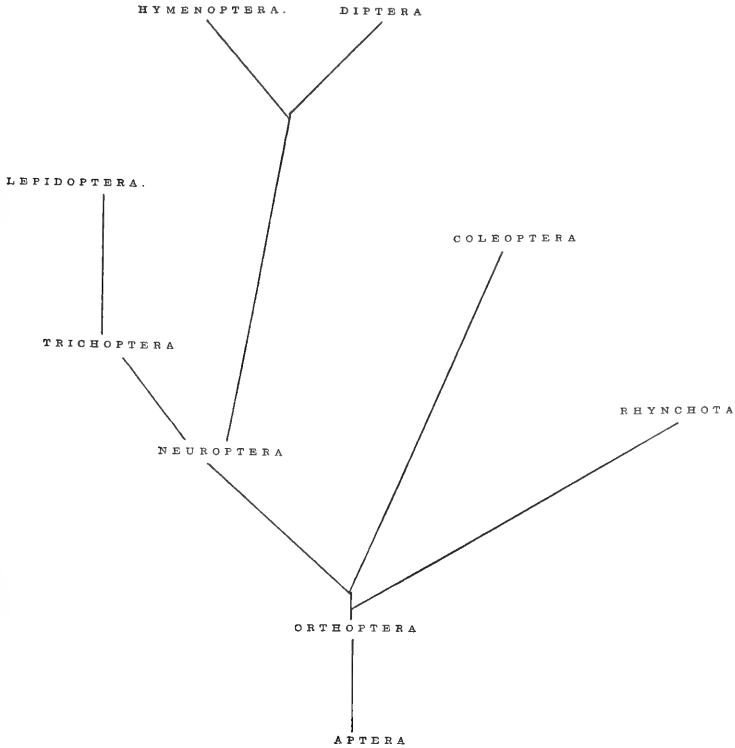 HYMENOPTERA. DIPTERA
LEPIDOPTERA.
COLEOPTERA
TRICHOPTERA
RHYNCHOTA
NEUROPTERA
ORTHOPTERA
APTERA